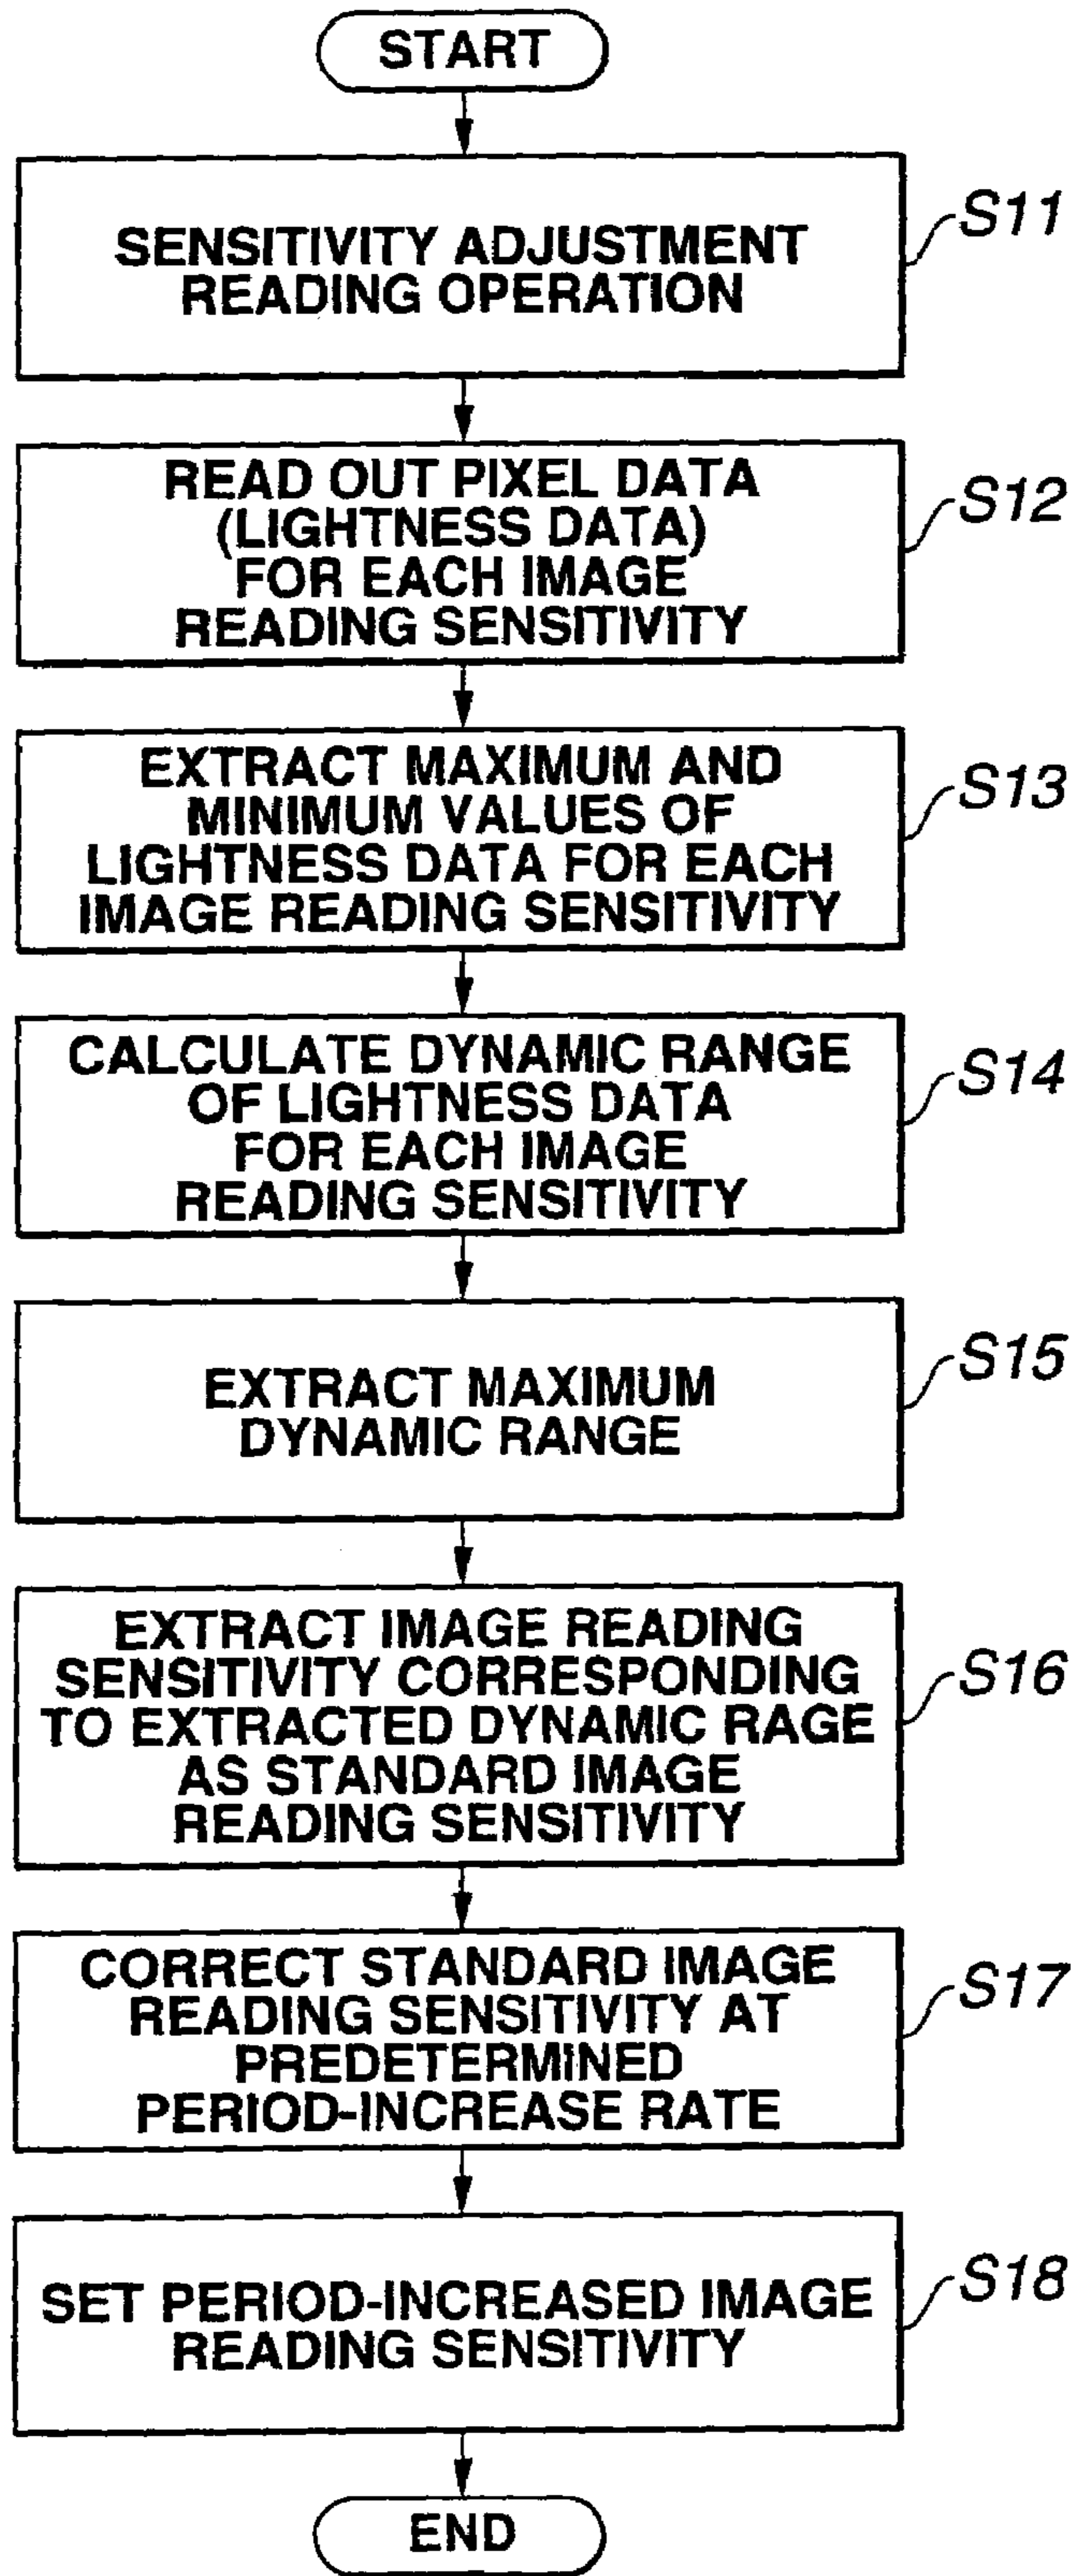 START
SENSITIVITY ADJUSTMENT
READING OPERATION
S11
READ OUT PIXEL DATA
(LIGHTNESS DATA)
FOR EACH IMAGE
READING SENSITIVITY
S12
EXTRACT MAXIMUM AND
MINIMUM VALUES OF
LIGHTNESS DATA FOR EACH
IMAGE READING SENSITIVITY
S13
CALCULATE DYNAMIC RANGE
OF LIGHTNESS DATA
FOR EACH IMAGE
READING SENSITIVITY
S14
EXTRACT MAXIMUM
DYNAMIC RANGE
S15
EXTRACT IMAGE READING
SENSITIVITY CORRESPONDING
TO EXTRACTED DYNAMIC RAGE
AS STANDARD IMAGE
READING SENSITIVITY
S16
CORRECT STANDARD IMAGE
READING SENSITIVITY AT
PREDETERMINED
PERIOD-INCREASE RATE
S17
SET PERIOD-INCREASED IMAGE
READING SENSITIVITY
S18
END